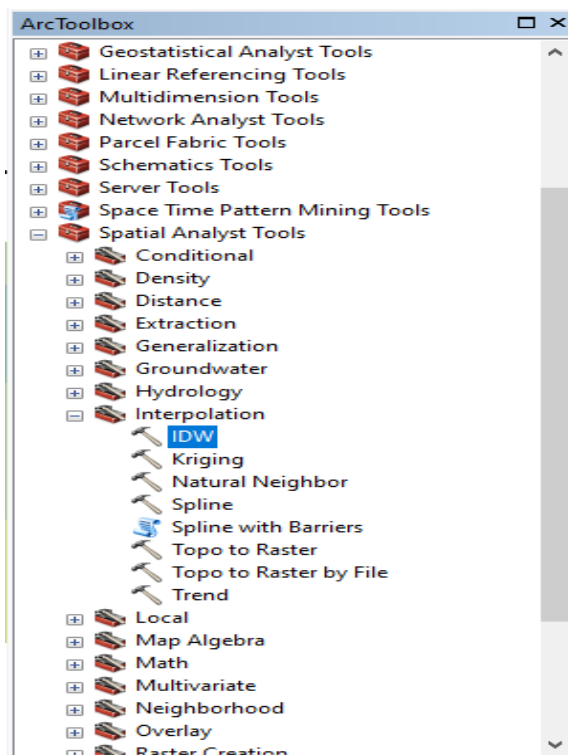 ArcToolbox
Geostatistical Analyst Tools
Linear Referencing Tools
Multidimension Tools
Network Analyst Tools
Parcel Fabric Tools
Schematics Tools
Server Tools
Space Time Pattern Mining Tools
Spatial Analyst Tools
Conditional
Density
Distance
Extraction
Generalization
Groundwater
Hydrology
Interpolation
IDW
Kriging
Natural Neighbor
Spline
Spline with Barriers
Topo to Raster
Topo to Raster by File
Trend
Local
Map Algebra
Math
Multivariate
Neighborhood
Overlay
Raster Creation